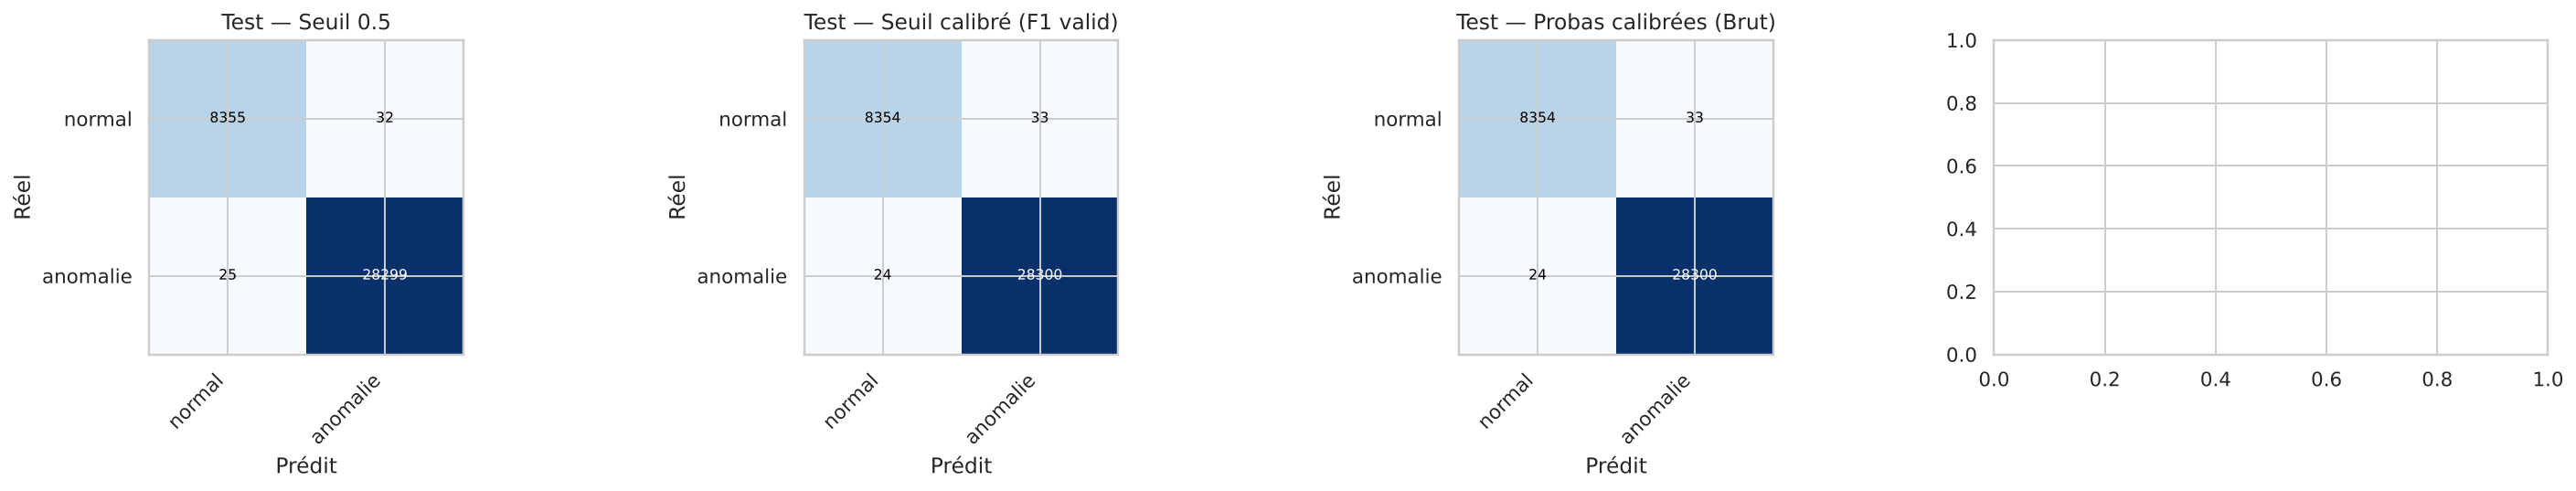 Test — Seuil 0.5
Réel
normal
8355
32
anomalie
25
28299
normal
anomalie
Prédit
Test — Seuil calibré (F1 valid)
Réel
normal
8354
33
anomalie
24
28300
normal
anomalie
Prédit
Test — Probas calibrées (Brut)
Réel
normal
8354
33
anomalie
24
28300
normal
anomalie
Prédit
1.0
0.8
0.6
0.4
0.2
0.0
0.0
0.2
0.4
0.6
0.8
1.0